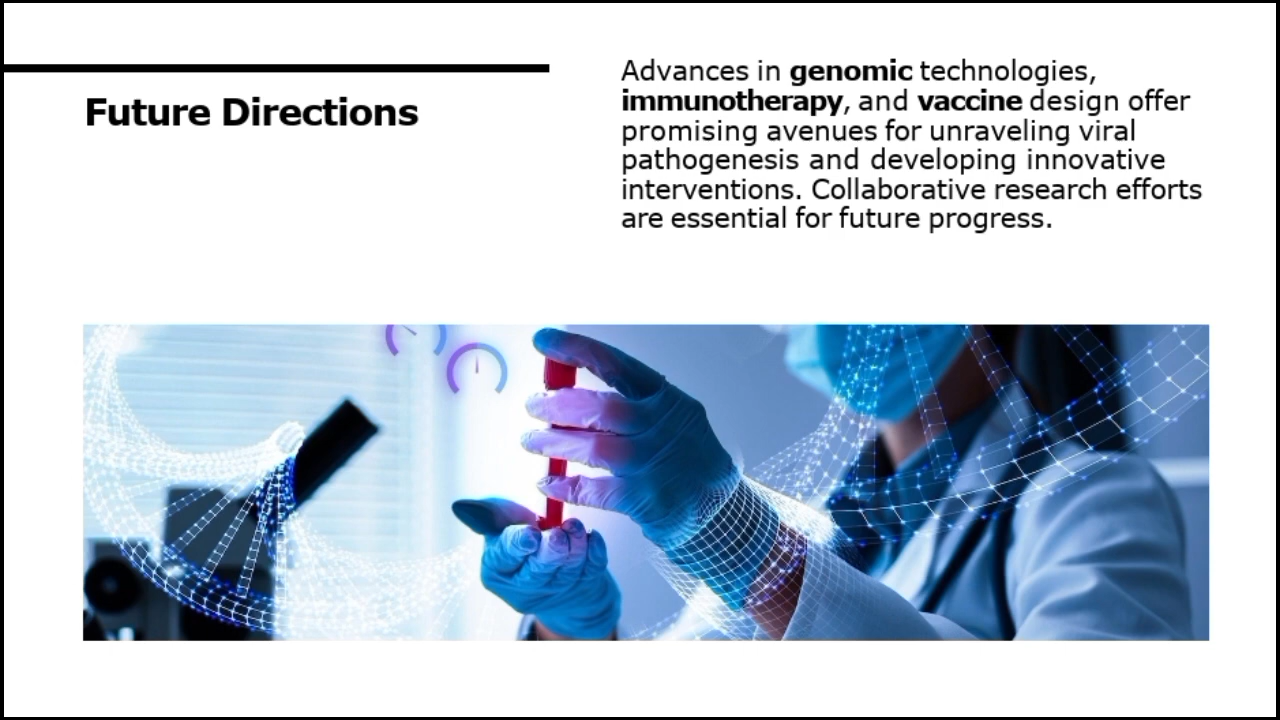 Future Directions
Advances in genomic technologies,
immunotherapy, and vaccine design offer
promising avenues for unraveling viral
pathogenesis and developing innovative
interventions. Collaborative research efforts
are essential for future progress.